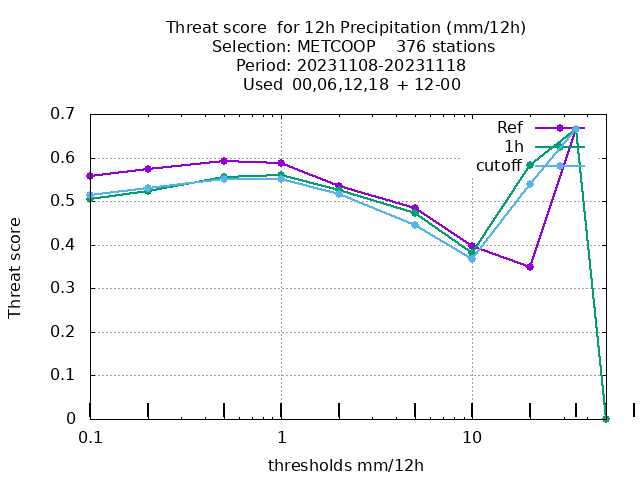 Threat score for 12h Precipitation (mm/12h)
Selection: METCOOP 376 stations
Period: 20231108-20231118
Used 00,06,12,18 + 12-00
0.7
0.6
0.5
0.4
0.3
0.2
0.1
0
Threat score
Ref
1h
cutoff
0.1
1
10
thresholds mm/12h